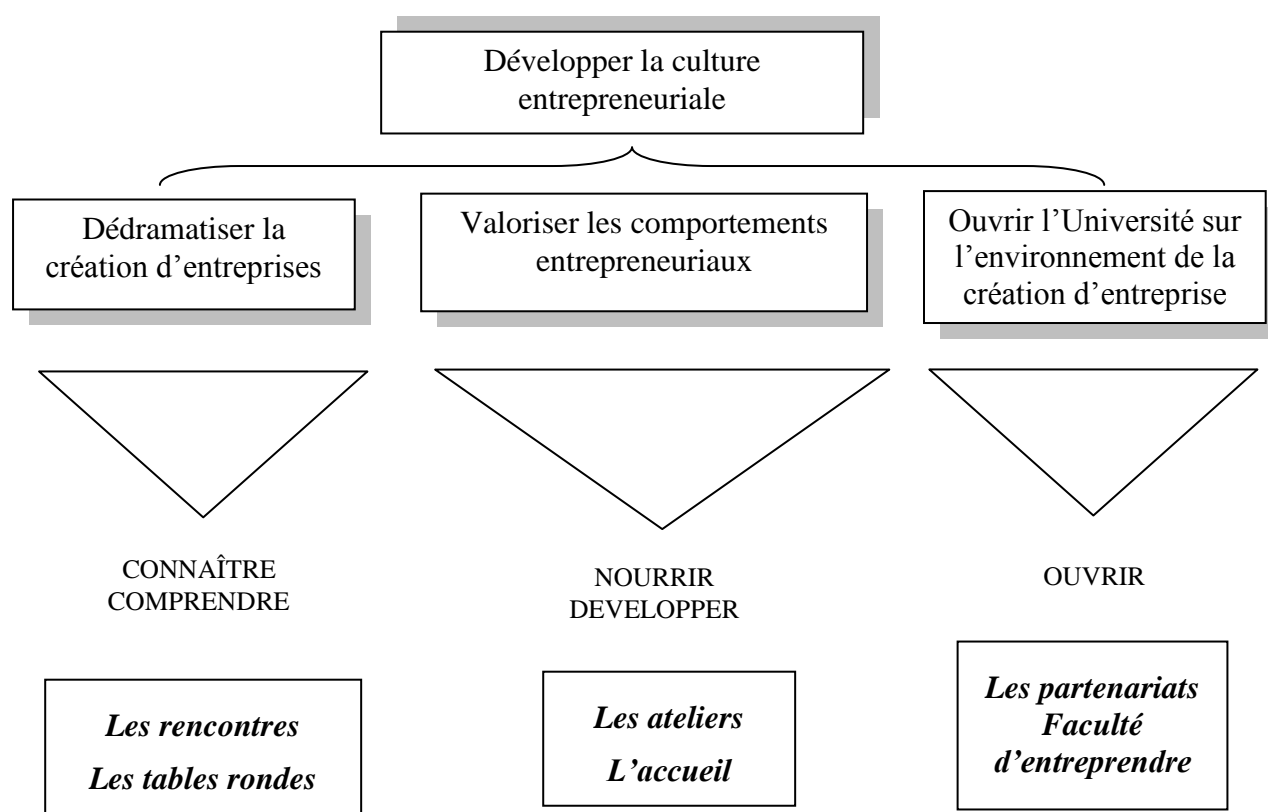 Développer la culture
entrepreneuriale
Dédramatiser la
création d’entreprises
Valoriser les comportements
entrepreneuriaux
Ouvrir l’Université sur
l’environnement de la
création d’entreprise
CONNAÎTRE
COMPRENDRE
NOURRIR
DEVELOPPER
OUVRIR
Les rencontres
Les tables rondes
Les ateliers
L’accueil
Les partenariats
Faculté
d’entreprendre